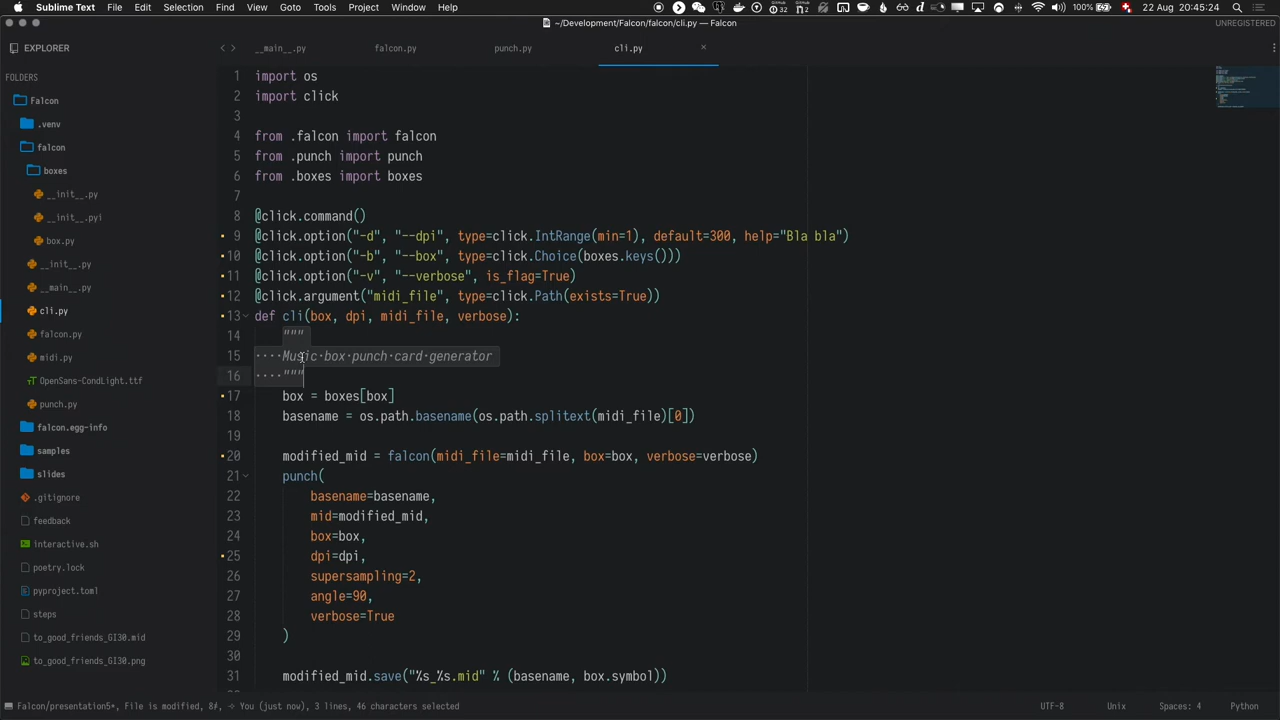 Sublime Text File Edit Selection Find View Goto Tools Project Window Help 32 2 100% 22 Aug 20:45:24
~/Development/Falcon/falcon/cli.py — Falcon UNREGISTERED
EXPLORER
__main__.py falcon.py punch.py cli.py ×
FOLDERS
Falcon
.venv
falcon
boxes
__init__.py
__init__.pyi
box.py
__init__.py
__main__.py
cli.py
falcon.py
midi.py
OpenSans-CondLight.ttf
punch.py
falcon.egg-info
samples
slides
.gitignore
feedback
interactive.sh
poetry.lock
pyproject.toml
steps
to_good_friends_GI30.mid
to_good_friends_GI30.png
1 import os
2 import click
3
4 from .falcon import falcon
5 from .punch import punch
6 from .boxes import boxes
7
8 @click.command()
9 @click.option("-d", "--dpi", type=click.IntRange(min=1), default=300, help="Bla bla")
10 @click.option("-b", "--box", type=click.Choice(boxes.keys()))
11 @click.option("-v", "--verbose", is_flag=True)
12 @click.argument("midi_file", type=click.Path(exists=True))
13 def cli(box, dpi, midi_file, verbose):
14 """
15 ····Music·box·punch·card·generator
16 ····"""
17 box = boxes[box]
18 basename = os.path.basename(os.path.splitext(midi_file)[0])
19
20 modified_mid = falcon(midi_file=midi_file, box=box, verbose=verbose)
21 punch(
22 basename=basename,
23 mid=modified_mid,
24 box=box,
25 dpi=dpi,
26 supersampling=2,
27 angle=90,
28 verbose=True
29 )
30
31 modified_mid.save("%s_%s.mid" % (basename, box.symbol))
Falcon/presentation5*, File is modified, 8≠, ⟢ You (just now), 3 lines, 46 characters selected UTF-8 Unix Spaces: 4 Python